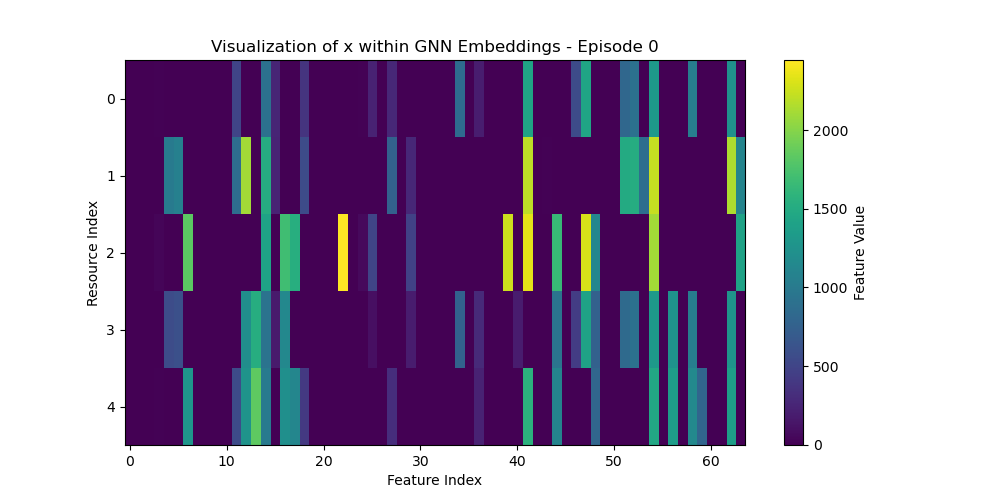 Visualization of x within GNN Embeddings - Episode 0
Resource Index
0
1
2
3
4
0 10 20 30 40 50 60
Feature Index
2000
1500
1000
500
0
Feature Value